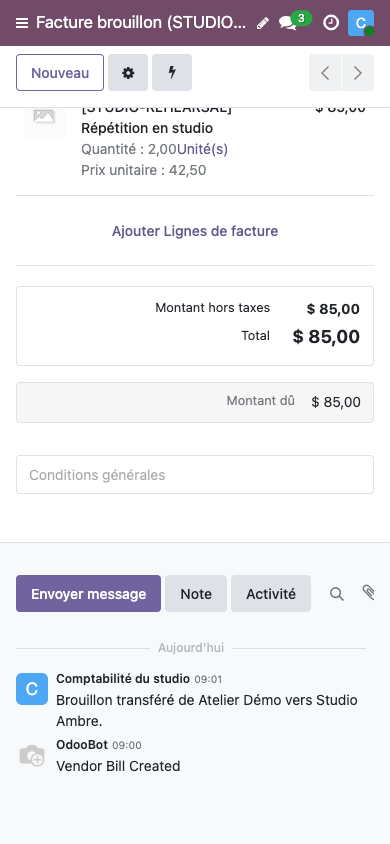 Facture brouillon (STUDIO...
3
C
Nouveau
[STUDIO-REHEARSAL]
$ 85,00
Répétition en studio
Quantité : 2,00Unité(s)
Prix unitaire : 42,50
Ajouter Lignes de facture
Montant hors taxes $ 85,00
Total $ 85,00
Montant dû $ 85,00
Conditions générales
Envoyer message
Note
Activité
Aujourd'hui
C
Comptabilité du studio 09:01
Brouillon transféré de Atelier Démo vers Studio
Ambre.
OdooBot 09:00
Vendor Bill Created